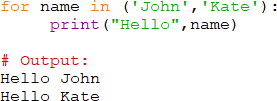 for name in ('John','Kate'):
    print("Hello",name)

# Output:
Hello John
Hello Kate